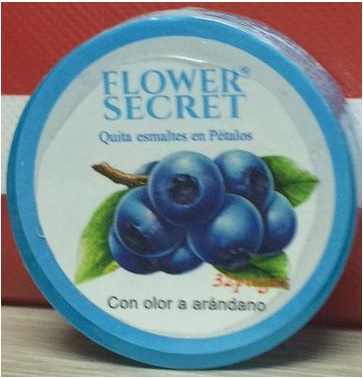 FLOWER®
SECRET
Quita esmaltes en Pétalos
Con olor a arándano